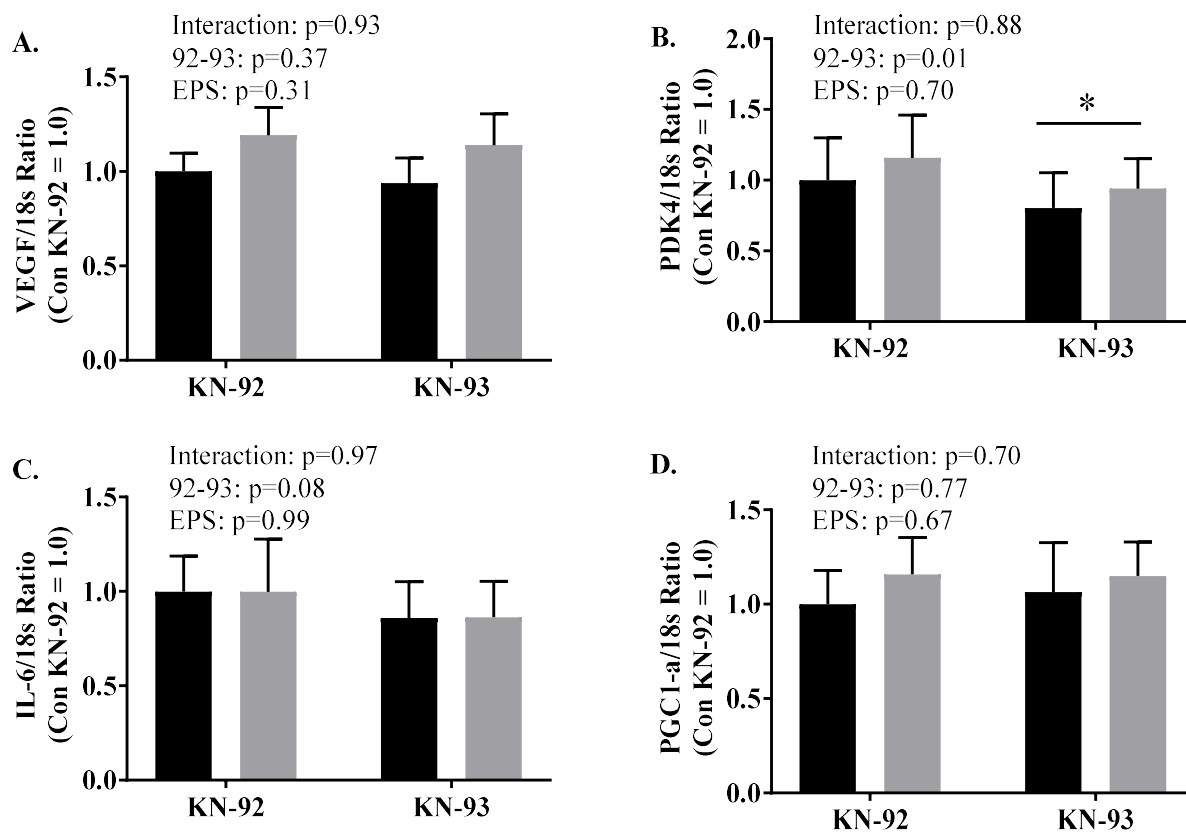 A.
Interaction: p=0.93
92-93: p=0.37
EPS: p=0.31
VEGF/18s Ratio
(Con KN-92 = 1.0)
1.5
1.0
0.5
0.0
KN-92
KN-93
B.
Interaction: p=0.88
92-93: p=0.01
EPS: p=0.70
PDK4/18s Ratio
(Con KN-92 = 1.0)
2.0
1.5
1.0
0.5
0.0
*
KN-92
KN-93
C.
Interaction: p=0.97
92-93: p=0.08
EPS: p=0.99
IL-6/18s Ratio
(Con KN-92 = 1.0)
1.5
1.0
0.5
0.0
KN-92
KN-93
D.
Interaction: p=0.70
92-93: p=0.77
EPS: p=0.67
PGC1-a/18s Ratio
(Con KN-92 = 1.0)
1.5
1.0
0.5
0.0
KN-92
KN-93